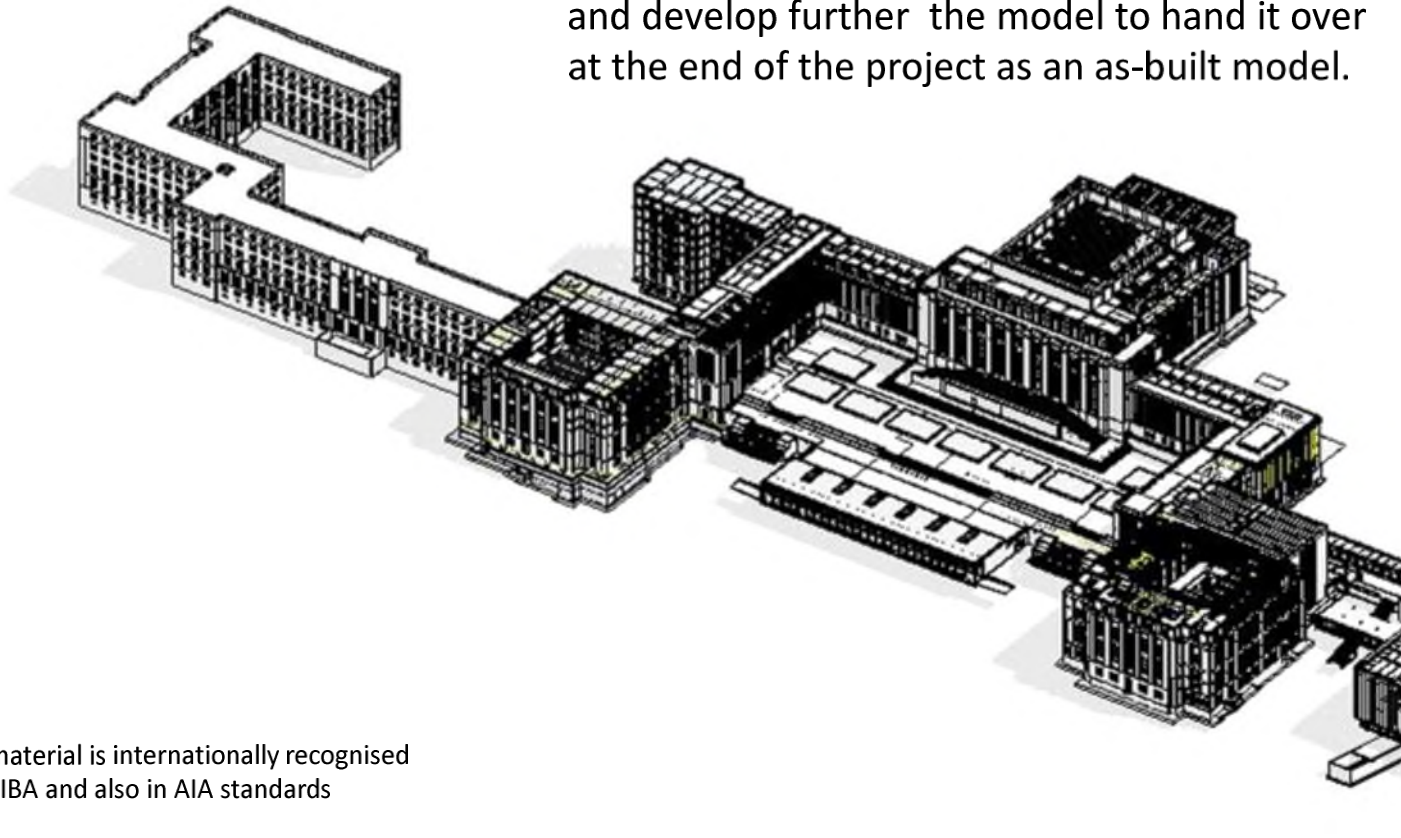 and develop further  the model to hand it over
at the end of the project as an as-built model.
material is internationally recognised
IBA and also in AIA standards